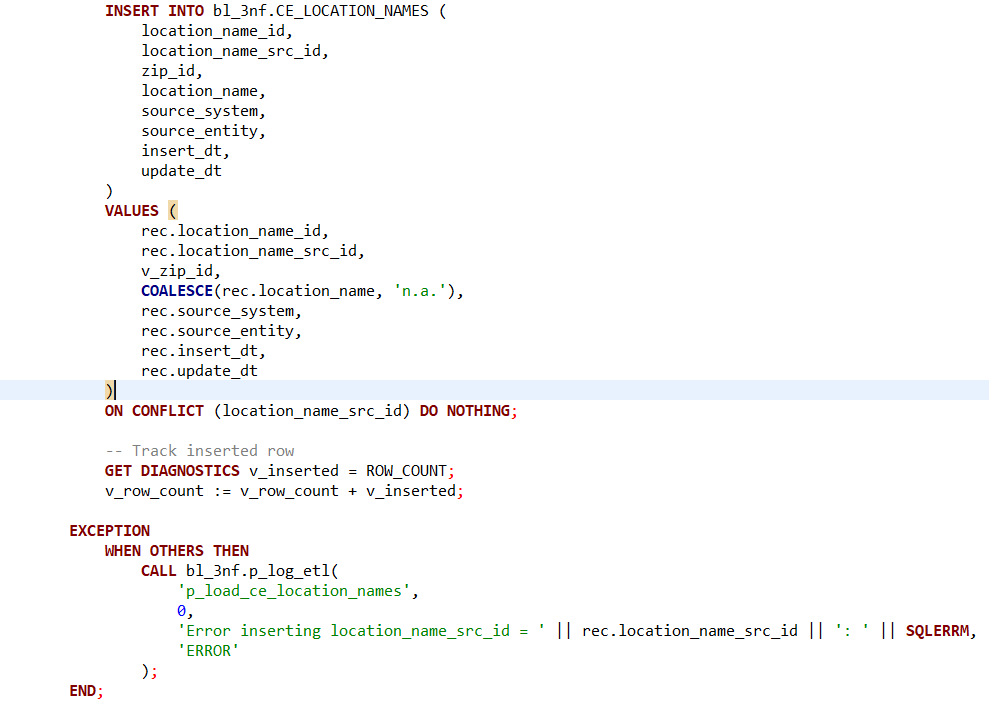 INSERT INTO bl_3nf.CE_LOCATION_NAMES (
location_name_id,
location_name_src_id,
zip_id,
location_name,
source_system,
source_entity,
insert_dt,
update_dt
)
VALUES (
rec.location_name_id,
rec.location_name_src_id,
v_zip_id,
COALESCE(rec.location_name, 'n.a.'),
rec.source_system,
rec.source_entity,
rec.insert_dt,
rec.update_dt
)
ON CONFLICT (location_name_src_id) DO NOTHING;
-- Track inserted row
GET DIAGNOSTICS v_inserted = ROW_COUNT;
v_row_count := v_row_count + v_inserted;
EXCEPTION
WHEN OTHERS THEN
CALL bl_3nf.p_log_etl(
'p_load_ce_location_names',
0,
'Error inserting location_name_src_id = ' || rec.location_name_src_id || ': ' || SQLERRM,
'ERROR'
);
END;